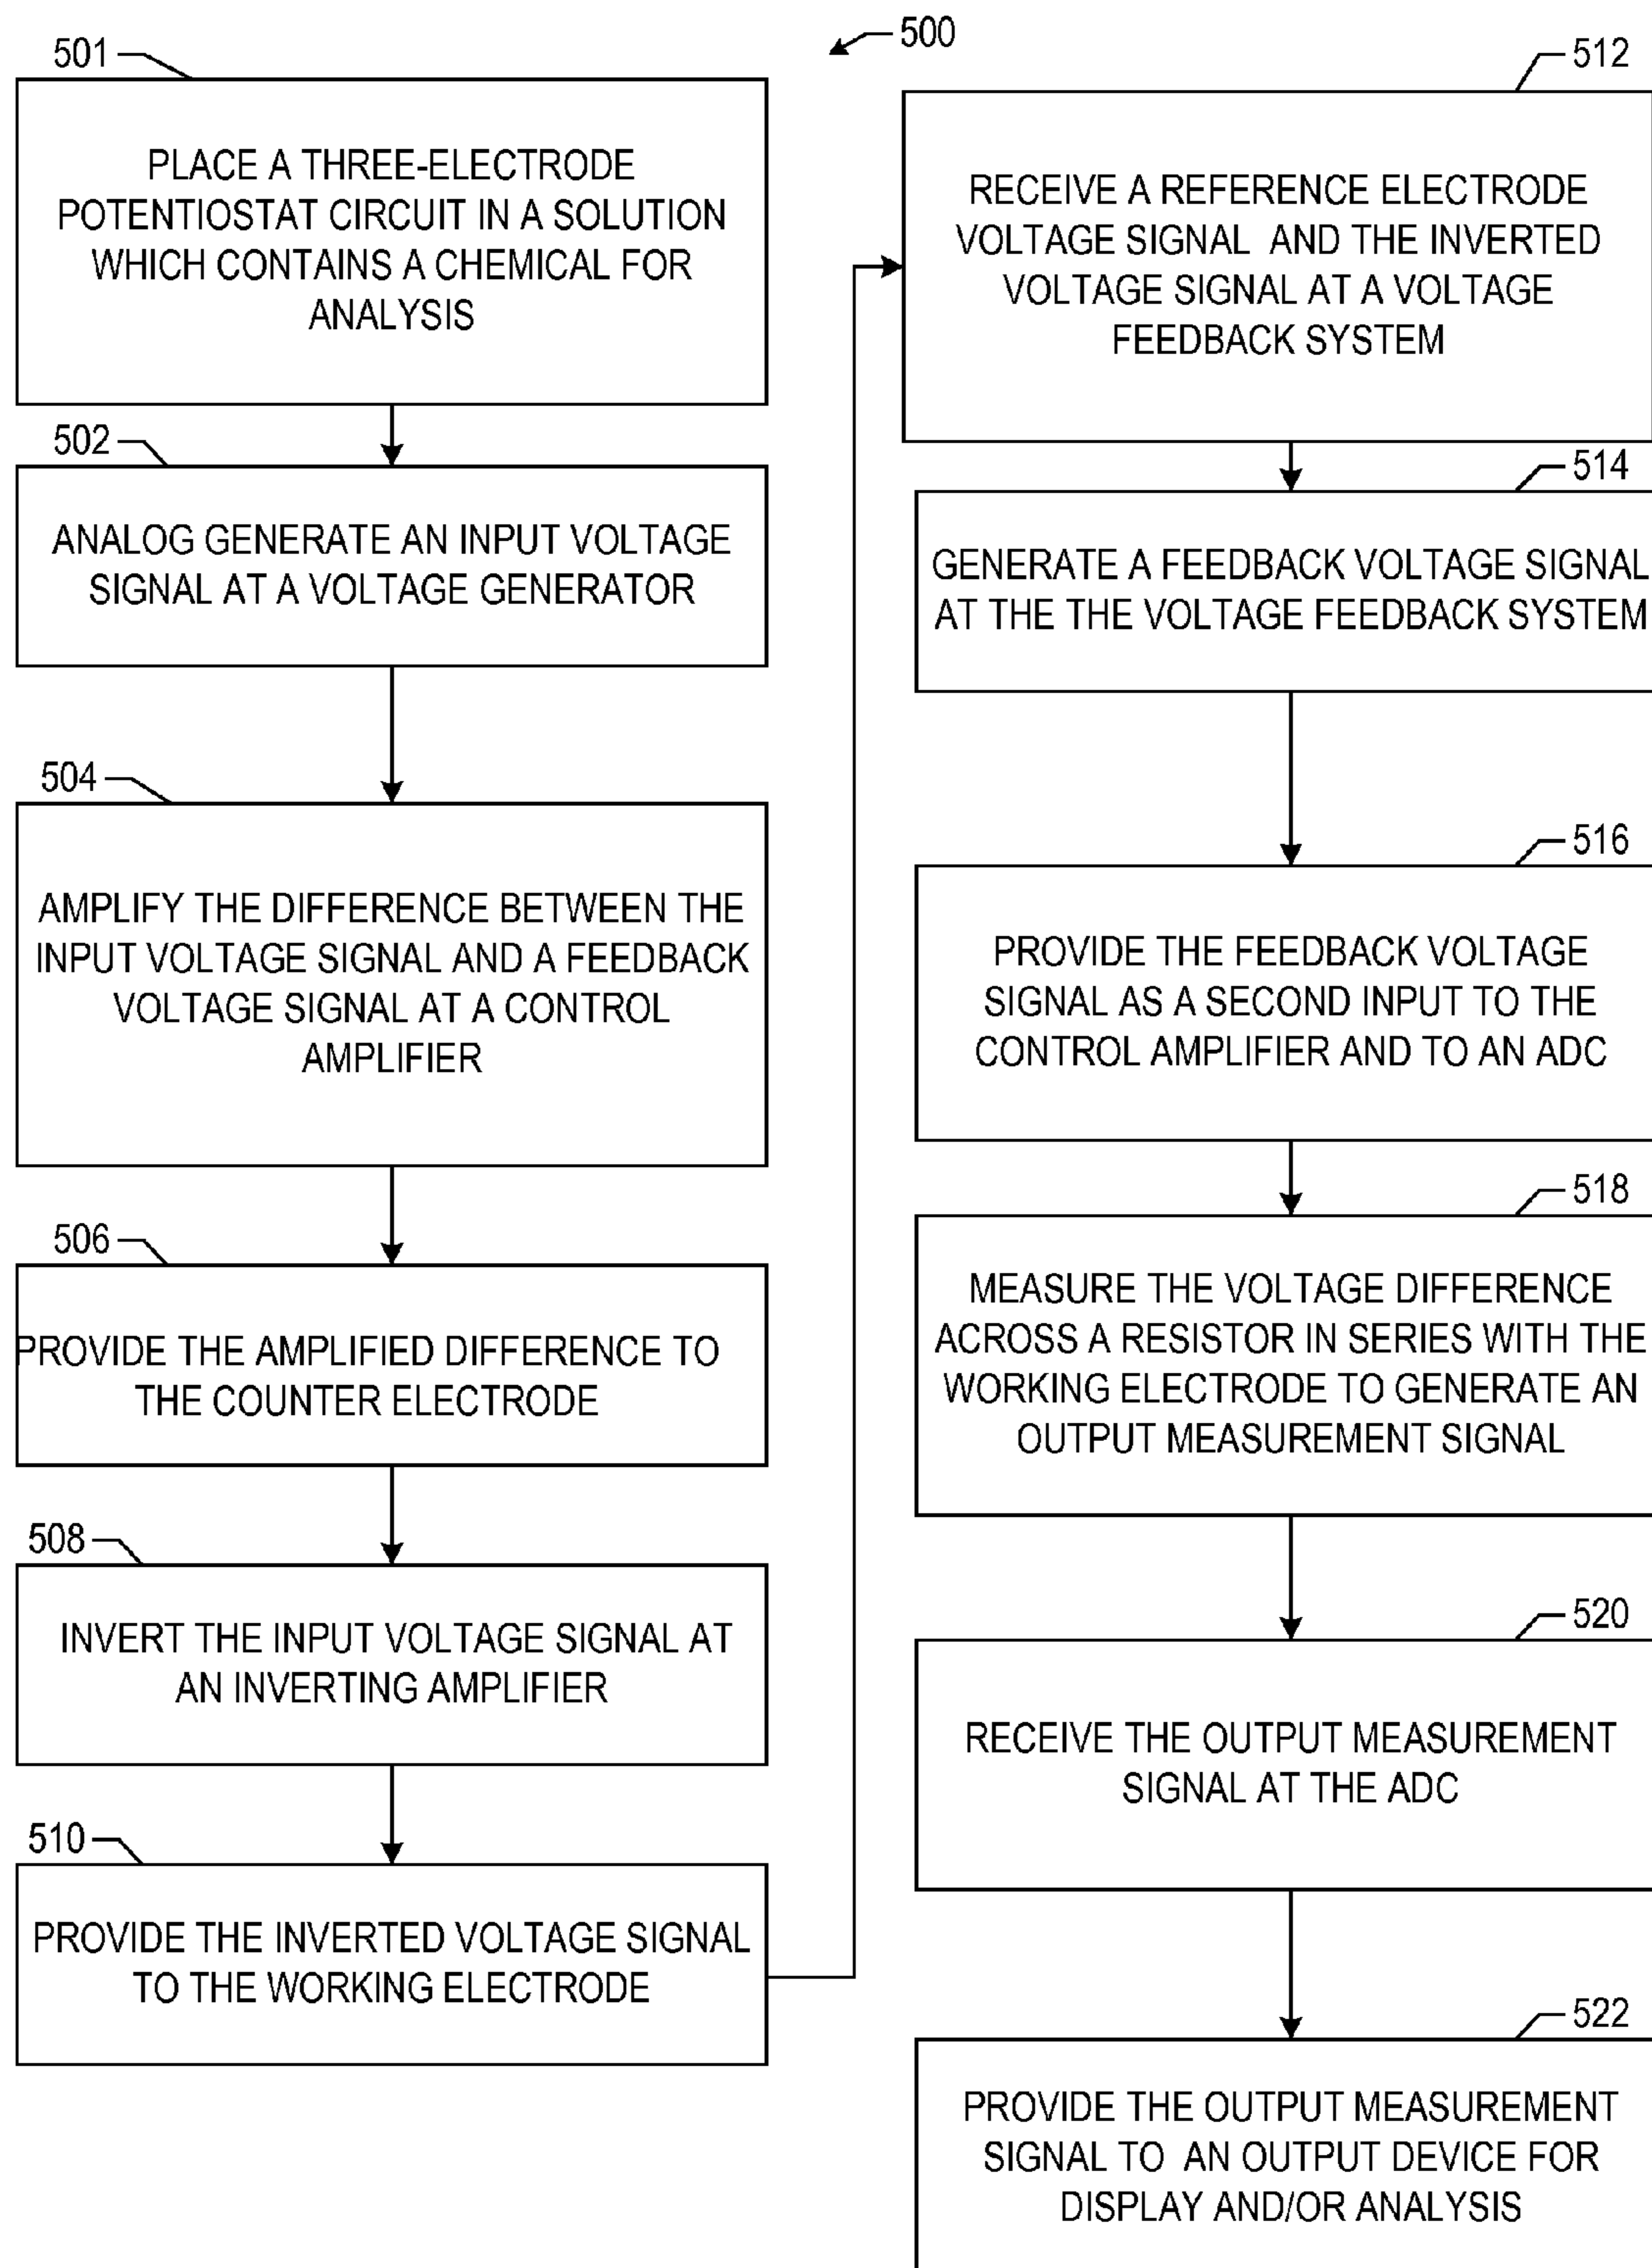 500
501
PLACE A THREE-ELECTRODE
POTENTIOSTAT CIRCUIT IN A SOLUTION
WHICH CONTAINS A CHEMICAL FOR
ANALYSIS
502
ANALOG GENERATE AN INPUT VOLTAGE
SIGNAL AT A VOLTAGE GENERATOR
504
AMPLIFY THE DIFFERENCE BETWEEN THE
INPUT VOLTAGE SIGNAL AND A FEEDBACK
VOLTAGE SIGNAL AT A CONTROL
AMPLIFIER
506
PROVIDE THE AMPLIFIED DIFFERENCE TO
THE COUNTER ELECTRODE
508
INVERT THE INPUT VOLTAGE SIGNAL AT
AN INVERTING AMPLIFIER
510
PROVIDE THE INVERTED VOLTAGE SIGNAL
TO THE WORKING ELECTRODE
512
RECEIVE A REFERENCE ELECTRODE
VOLTAGE SIGNAL AND THE INVERTED
VOLTAGE SIGNAL AT A VOLTAGE
FEEDBACK SYSTEM
514
GENERATE A FEEDBACK VOLTAGE SIGNAL
AT THE THE VOLTAGE FEEDBACK SYSTEM
516
PROVIDE THE FEEDBACK VOLTAGE
SIGNAL AS A SECOND INPUT TO THE
CONTROL AMPLIFIER AND TO AN ADC
518
MEASURE THE VOLTAGE DIFFERENCE
ACROSS A RESISTOR IN SERIES WITH THE
WORKING ELECTRODE TO GENERATE AN
OUTPUT MEASUREMENT SIGNAL
520
RECEIVE THE OUTPUT MEASUREMENT
SIGNAL AT THE ADC
522
PROVIDE THE OUTPUT MEASUREMENT
SIGNAL TO AN OUTPUT DEVICE FOR
DISPLAY AND/OR ANALYSIS